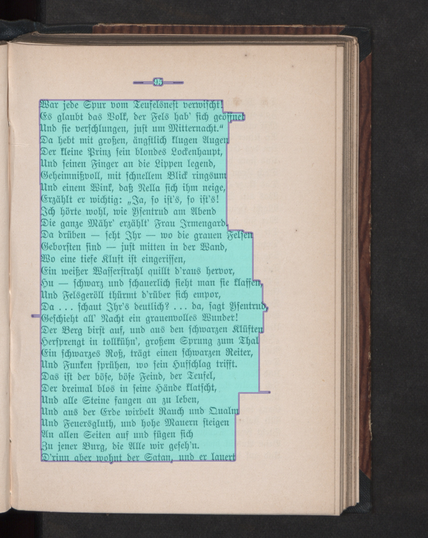 War jede Spur vom Teufelsnest verwischt!
Es glaubt das Volk, der Fels hab' sich geöffnet
Und sie verschlungen, just um Mitternacht.“
Da hebt mit großen, ängstlich klugen Augen
Der kleine Prinz sein blondes Lockenhaupt,
Und seinen Finger an die Lippen legend,
Geheimnißvoll, mit schnellem Blick ringsum
Und einem Wink, daß Nella sich ihm neige,
Erzählt er wichtig: „Ja, so ist's, so ist's!
Ich hörte wohl, wie Ysentrud am Abend
Die ganze Mähr' erzählt' Frau Irmengard.
Da drüben — seht Ihr — wo die grauen Felsen
Geborsten sind — just mitten in der Wand,
Wo eine tiefe Kluft ist eingerissen,
Ein weißer Wasserstrahl quillt d'raus hervor,
Hu — schwarz und schauerlich sieht man sie klaffen,
Und Felsgeröll thürmt d'rüber sich empor,
Da . . . schaut Ihr's deutlich? . . . da, sagt Ysentrud,
Geschieht all' Nacht ein grauenvolles Wunder!
Der Berg birst auf, und aus den schwarzen Klüften
Hersprengt in tollkühn', großem Sprung zum Thal
Ein schwarzes Roß, trägt einen schwarzen Reiter,
Und Funken sprühen, wo sein Hufschlag trifft.
Das ist der böse, böse Feind, der Teufel,
Der dreimal blos in seine Hände klatscht,
Und alle Steine fangen an zu leben,
Und aus der Erde wirbelt Rauch und Qualm
Und Feuersgluth, und hohe Mauern steigen
An allen Seiten auf und fügen sich
Zu jener Burg, die Alle wir geseh'n.
D'rinn aber wohnt der Satan, und er lauert